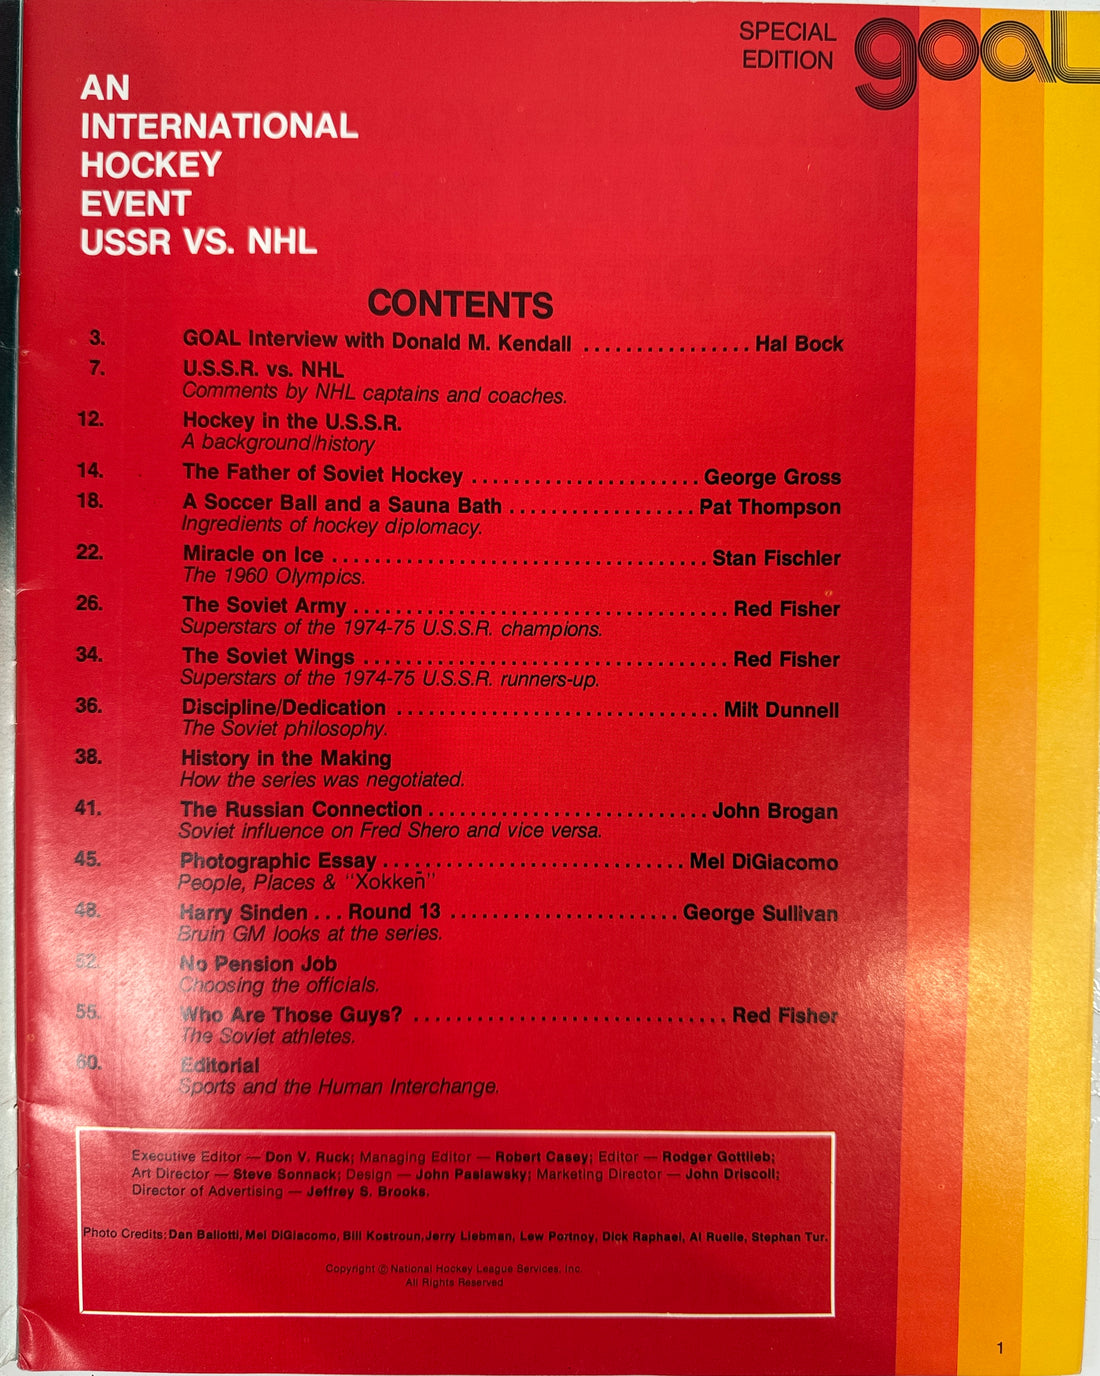 SPECIAL
EDITION
goal
AN
INTERNATIONAL
HOCKEY
EVENT
USSR VS. NHL
CONTENTS
3. GOAL Interview with Donald M. Kendall ................ Hal Bock
7. U.S.S.R. vs. NHL
Comments by NHL captains and coaches.
12. Hockey in the U.S.S.R.
A background/history
14. The Father of Soviet Hockey ...................... George Gross
18. A Soccer Ball and a Sauna Bath .................. Pat Thompson
Ingredients of hockey diplomacy.
22. Miracle on Ice .................................... Stan Fischler
The 1960 Olympics.
26. The Soviet Army .................................... Red Fisher
Superstars of the 1974-75 U.S.S.R. champions.
34. The Soviet Wings ................................... Red Fisher
Superstars of the 1974-75 U.S.S.R. runners-up.
36. Discipline/Dedication ............................... Milt Dunnell
The Soviet philosophy.
38. History in the Making
How the series was negotiated.
41. The Russian Connection ........................... John Brogan
Soviet influence on Fred Shero and vice versa.
45. Photographic Essay ............................. Mel DiGiacomo
People, Places & "Xokkeñ"
48. Harry Sinden ... Round 13 ...................... George Sullivan
Bruin GM looks at the series.
52. No Pension Job
Choosing the officials.
55. Who Are Those Guys? .............................. Red Fisher
The Soviet athletes.
60. Editorial
Sports and the Human Interchange.
Executive Editor — Don V. Ruck; Managing Editor — Robert Casey; Editor — Rodger Gottlieb;
Art Director — Steve Sonnack; Design — John Paslawsky; Marketing Director — John Driscoll;
Director of Advertising — Jeffrey S. Brooks.
Photo Credits: Dan Baliotti, Mel DiGiacomo, Bill Kostroun, Jerry Liebman, Lew Portnoy, Dick Raphael, Al Ruelle, Stephan Tur.
Copyright © National Hockey League Services, Inc.
All Rights Reserved
1